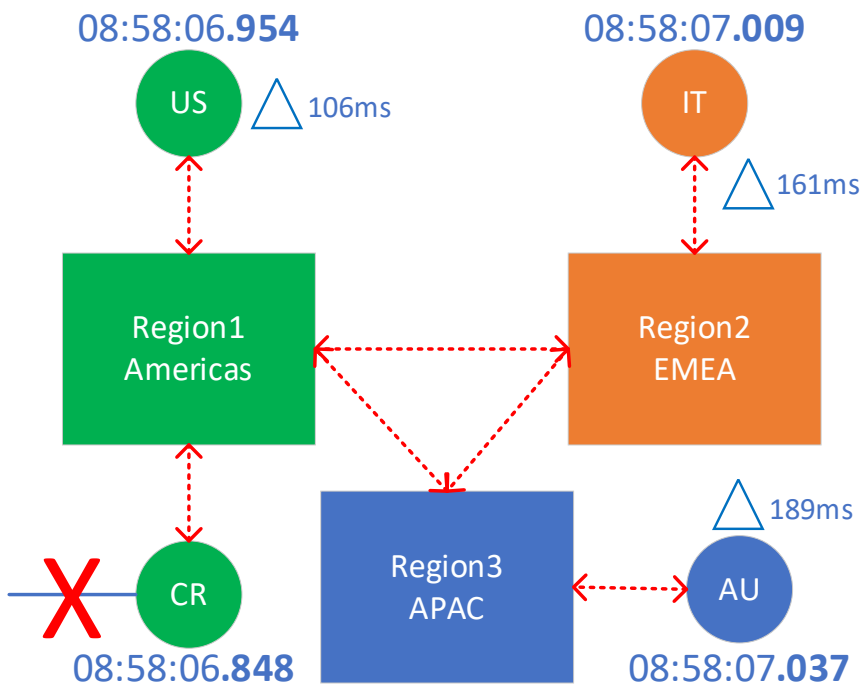 08:58:06.954
08:58:07.009
US
106ms
IT
161ms
Region1
Americas
Region2
EMEA
189ms
Region3
APAC
CR
AU
08:58:06.848
08:58:07.037